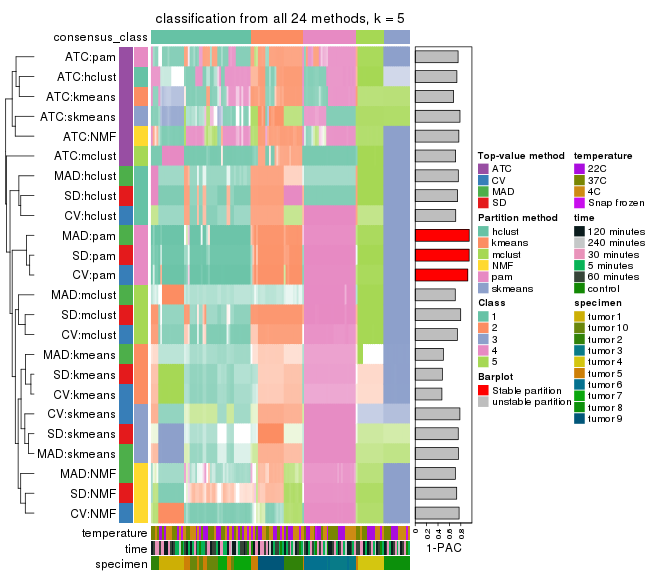 classification from all 24 methods, k = 5
consensus_class
ATC:pam
ATC:hclust
ATC:kmeans
ATC:skmeans
ATC:NMF
ATC:mclust
MAD:hclust
SD:hclust
CV:hclust
MAD:pam
SD:pam
CV:pam
MAD:mclust
SD:mclust
CV:mclust
MAD:kmeans
SD:kmeans
CV:kmeans
CV:skmeans
SD:skmeans
MAD:skmeans
MAD:NMF
SD:NMF
CV:NMF
temperature
time
specimen
0 0.2 0.4 0.6 0.8
1-PAC
Top-value method
ATC
CV
MAD
SD
Partition method
hclust
kmeans
mclust
NMF
pam
skmeans
Class
1
2
3
4
5
Barplot
Stable partition
unstable partition
temperature
22C
37C
4C
Snap frozen
time
120 minutes
240 minutes
30 minutes
5 minutes
60 minutes
control
specimen
tumor 1
tumor 10
tumor 2
tumor 3
tumor 4
tumor 5
tumor 6
tumor 7
tumor 8
tumor 9